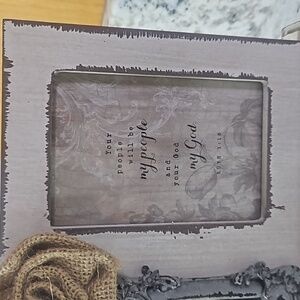 Your
people
will be
my people
and
your God
my God
RUTH 1:16